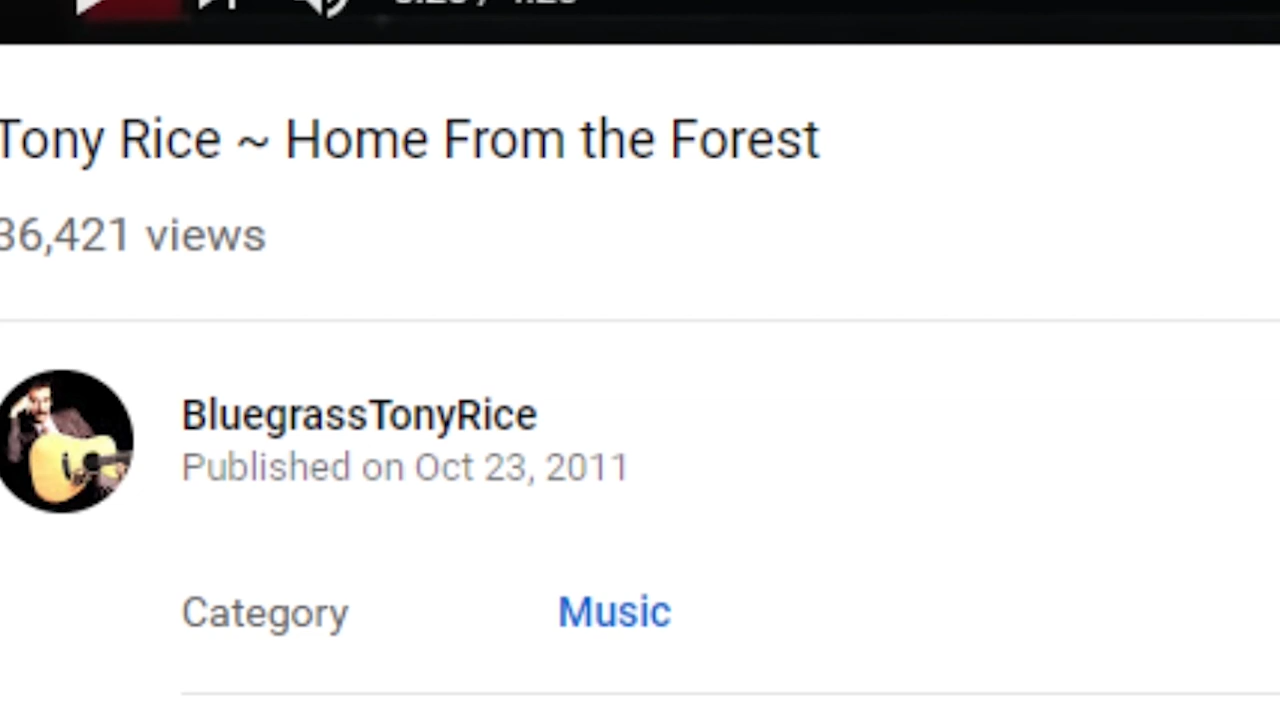 Tony Rice ~ Home From the Forest
36,421 views
BluegrassTonyRice
Published on Oct 23, 2011
Category Music